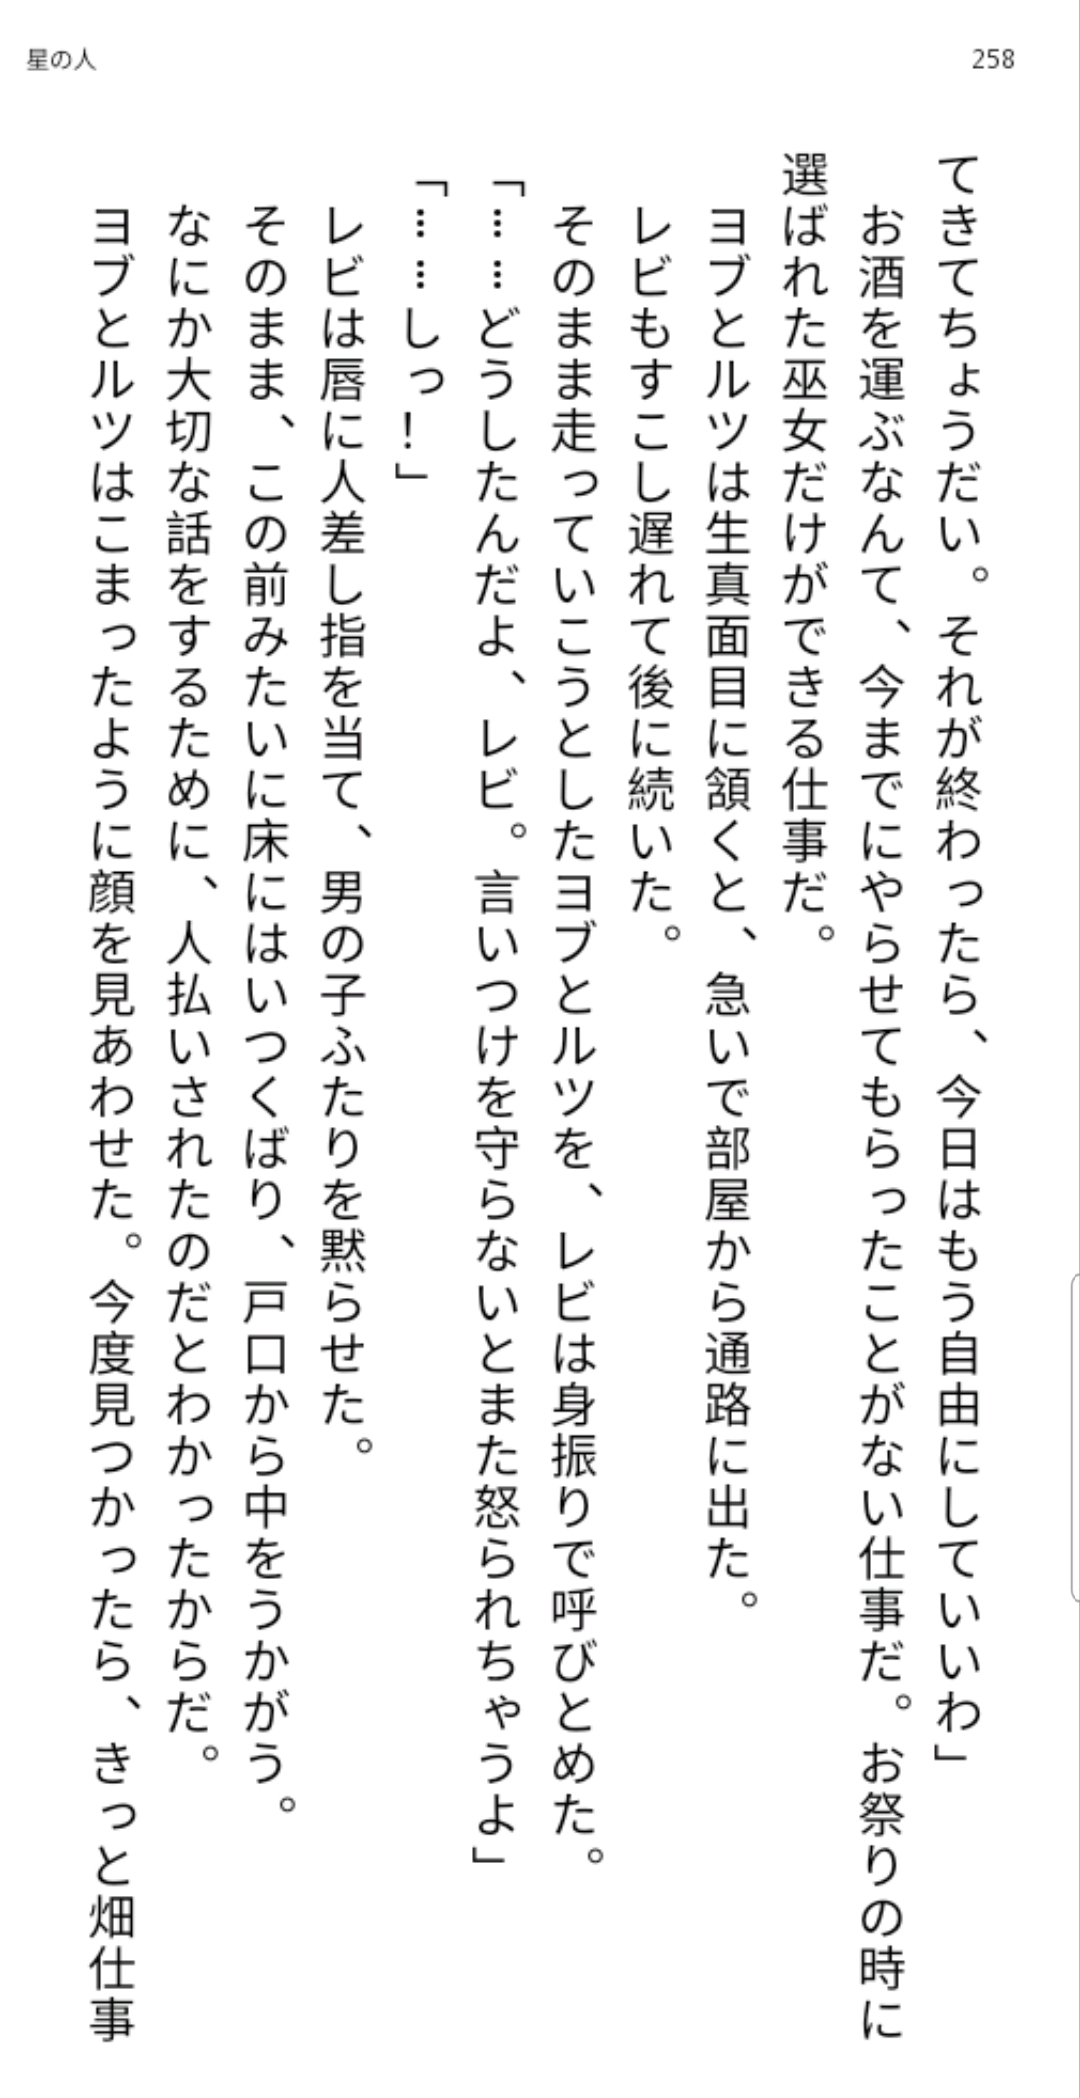 星の人
258
てきてちょうだい。それが終わったら、今日はもう自由にしていいわ」
お酒を運ぶなんて、今までにやらせてもらったことがない仕事だ。お祭りの時に
選ばれた巫女だけができる仕事だ。
ヨブとルツは生真面目に頷くと、急いで部屋から通路に出た。
レビもすこし遅れて後に続いた。
そのまま走っていこうとしたヨブとルツを、レビは身振りで呼びとめた。
「……どうしたんだよ、レビ。言いつけを守らないとまた怒られちゃうよ」
「……しっ！」
レビは唇に人差し指を当て、男の子ふたりを黙らせた。
そのまま、この前みたいに床にはいつくばり、戸口から中をうかがう。
なにか大切な話をするために、人払いされたのだとわかったからだ。
ヨブとルツはこまったように顔を見あわせた。今度見つかったら、きっと畑仕事